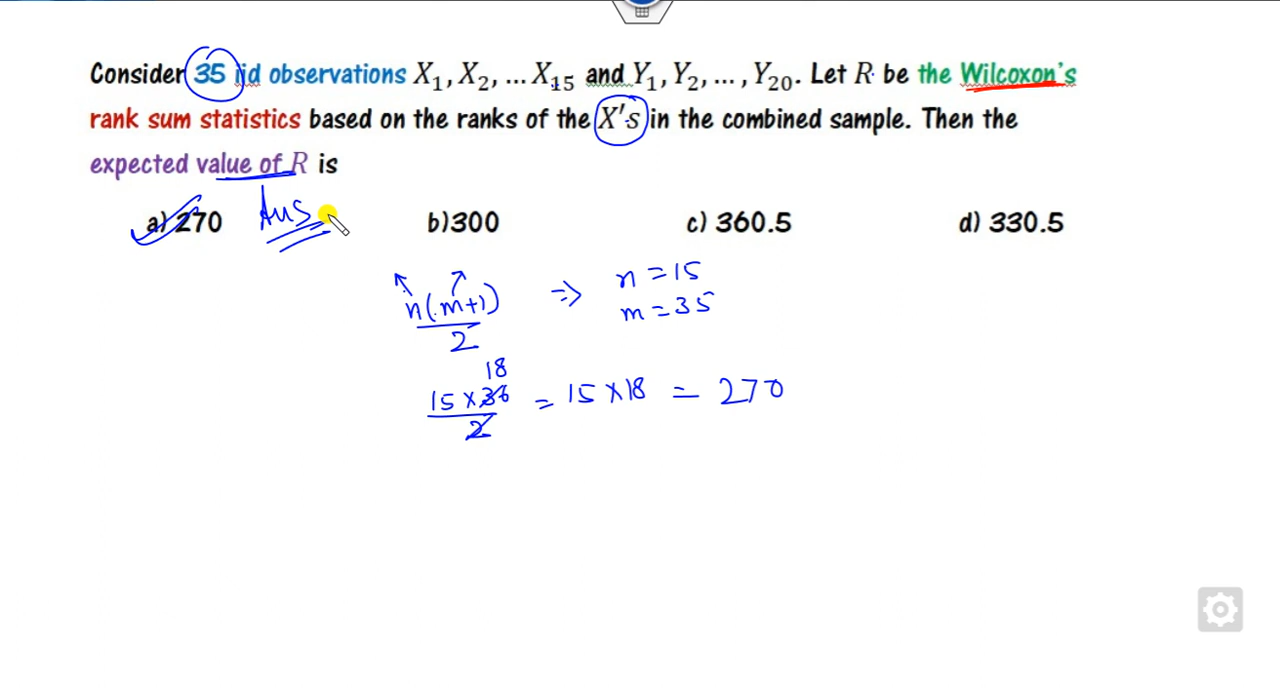 Consider 35 iid observations X₁, X₂, ... X₁₅ and Y₁, Y₂, ..., Y₂₀. Let R be the Wilcoxon's
rank sum statistics based on the ranks of the X's in the combined sample. Then the
expected value of R is
a) 270 Ans b)300 c) 360.5 d) 330.5
n(m+1)/2 ⇒ n = 15
m = 35
18
15 × 36/2 = 15 × 18 = 270